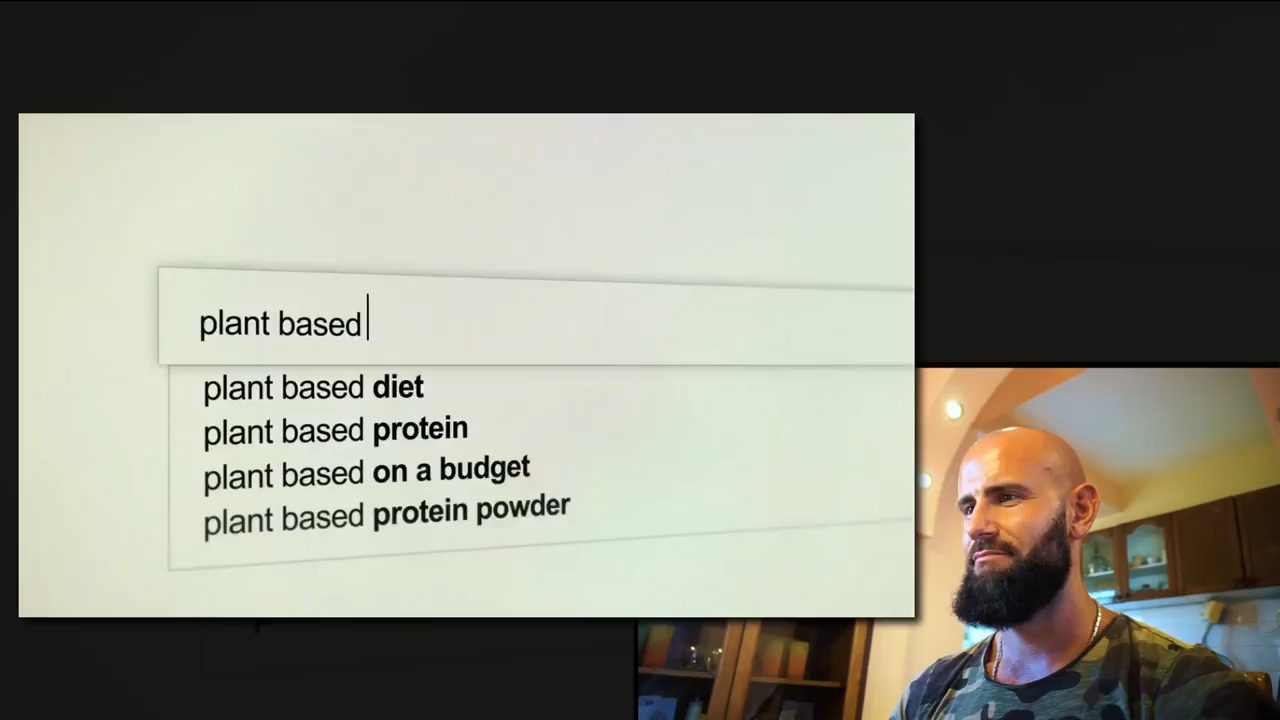 plant based
plant based diet
plant based protein
plant based on a budget
plant based protein powder